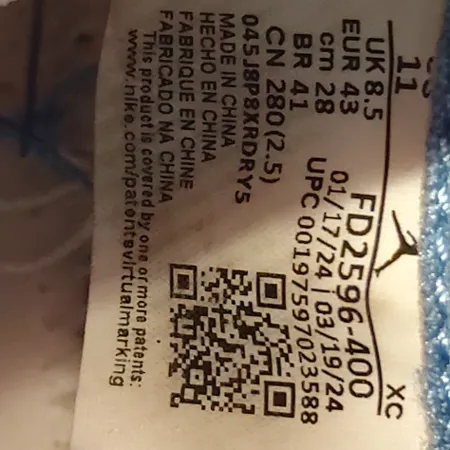 11
UK 8.5
EUR 43
cm 28
BR 41
CN 280(2.5)
XC
FD2596-400
01/17/24 | 03/19/24
UPC 00197597023588
045J8P8XRDRY5
MADE IN CHINA
HECHO EN CHINA
FABRIQUE EN CHINE
FABRICADO NA CHINA
This product is covered by one or more patents:
www.nike.com/patentsvirtualmarking